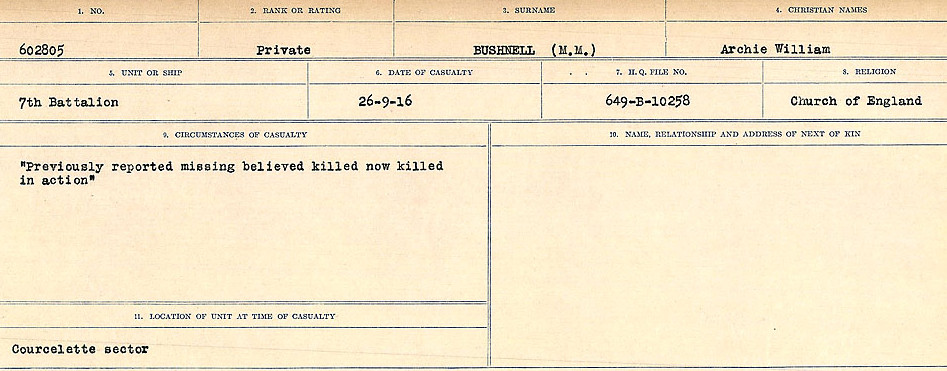 1. NO.
2. RANK OR RATING
3. SURNAME
4. CHRISTIAN NAMES
602805
Private
BUSHNELL (M.M.)
Archie William
5. UNIT OR SHIP
6. DATE OF CASUALTY
7. H.Q. FILE NO.
8. RELIGION
7th Battalion
26-9-16
649-B-10258
Church of England
9. CIRCUMSTANCES OF CASUALTY
10. NAME, RELATIONSHIP AND ADDRESS OF NEXT OF KIN
"Previously reported missing believed killed now killed
in action"
11. LOCATION OF UNIT AT TIME OF CASUALTY
Courcelette sector